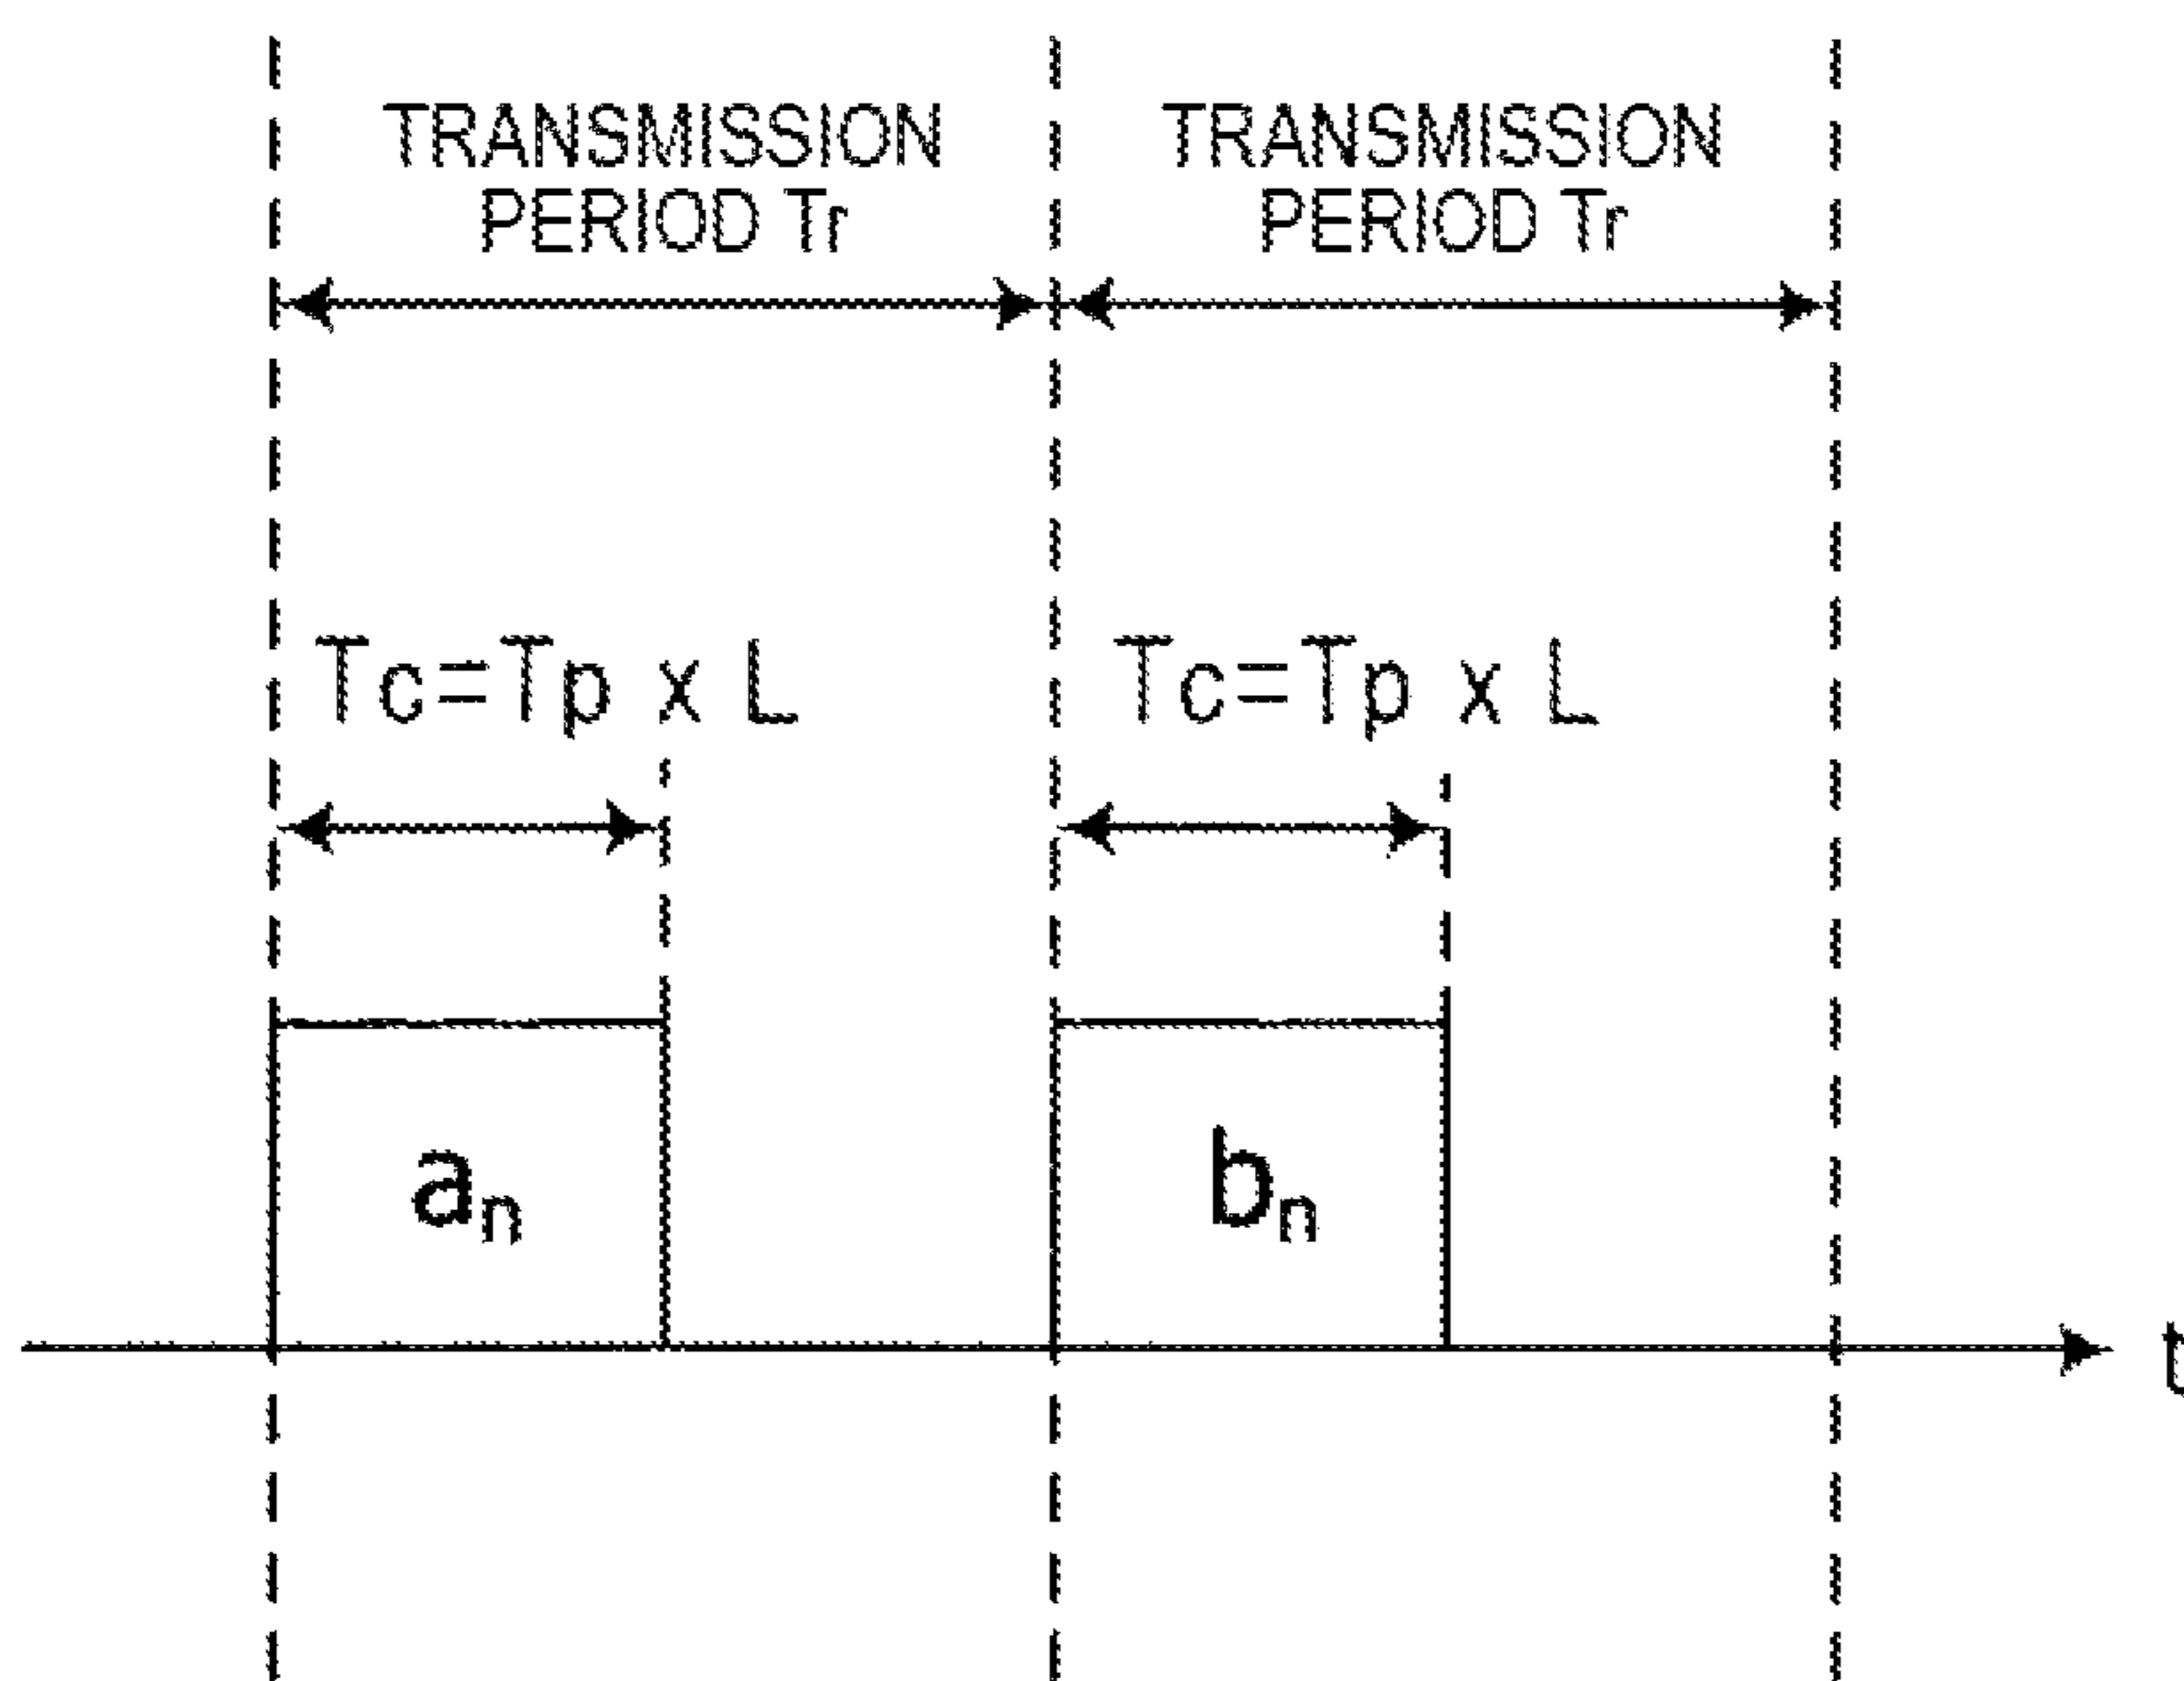 TRANSMISSION
PERIOD Tr
TRANSMISSION
PERIOD Tr
Tc=Tp x L
Tc=Tp x L
an
bn
t